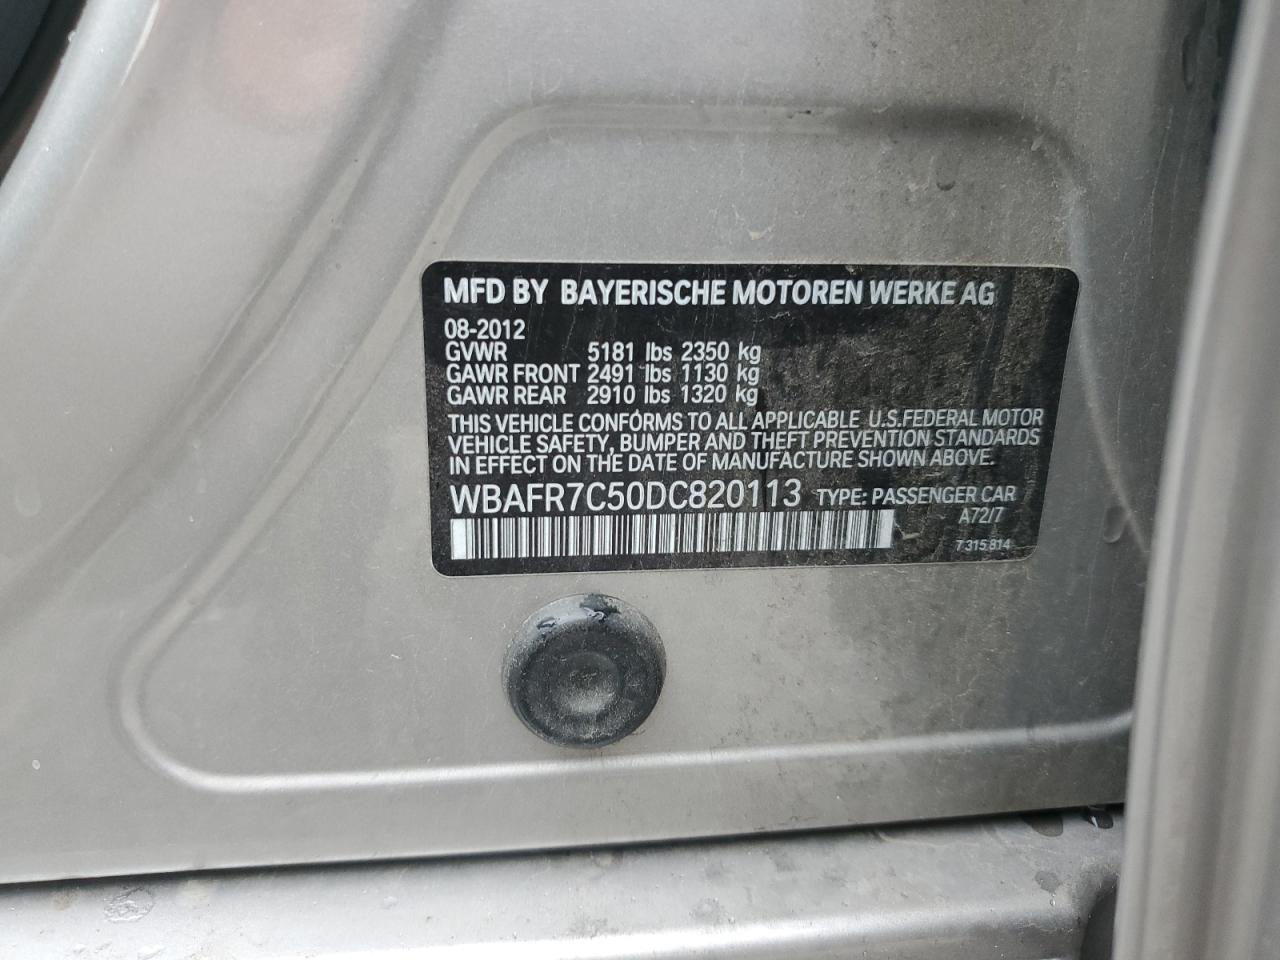 MFD BY BAYERISCHE MOTOREN WERKE AG
08-2012
GVWR 5181 lbs 2350 kg
GAWR FRONT 2491 lbs 1130 kg
GAWR REAR 2910 lbs 1320 kg
THIS VEHICLE CONFORMS TO ALL APPLICABLE U.S.FEDERAL MOTOR
VEHICLE SAFETY, BUMPER AND THEFT PREVENTION STANDARDS
IN EFFECT ON THE DATE OF MANUFACTURE SHOWN ABOVE.
WBAFR7C50DC820113 TYPE: PASSENGER CAR
A72/7
7 315 814